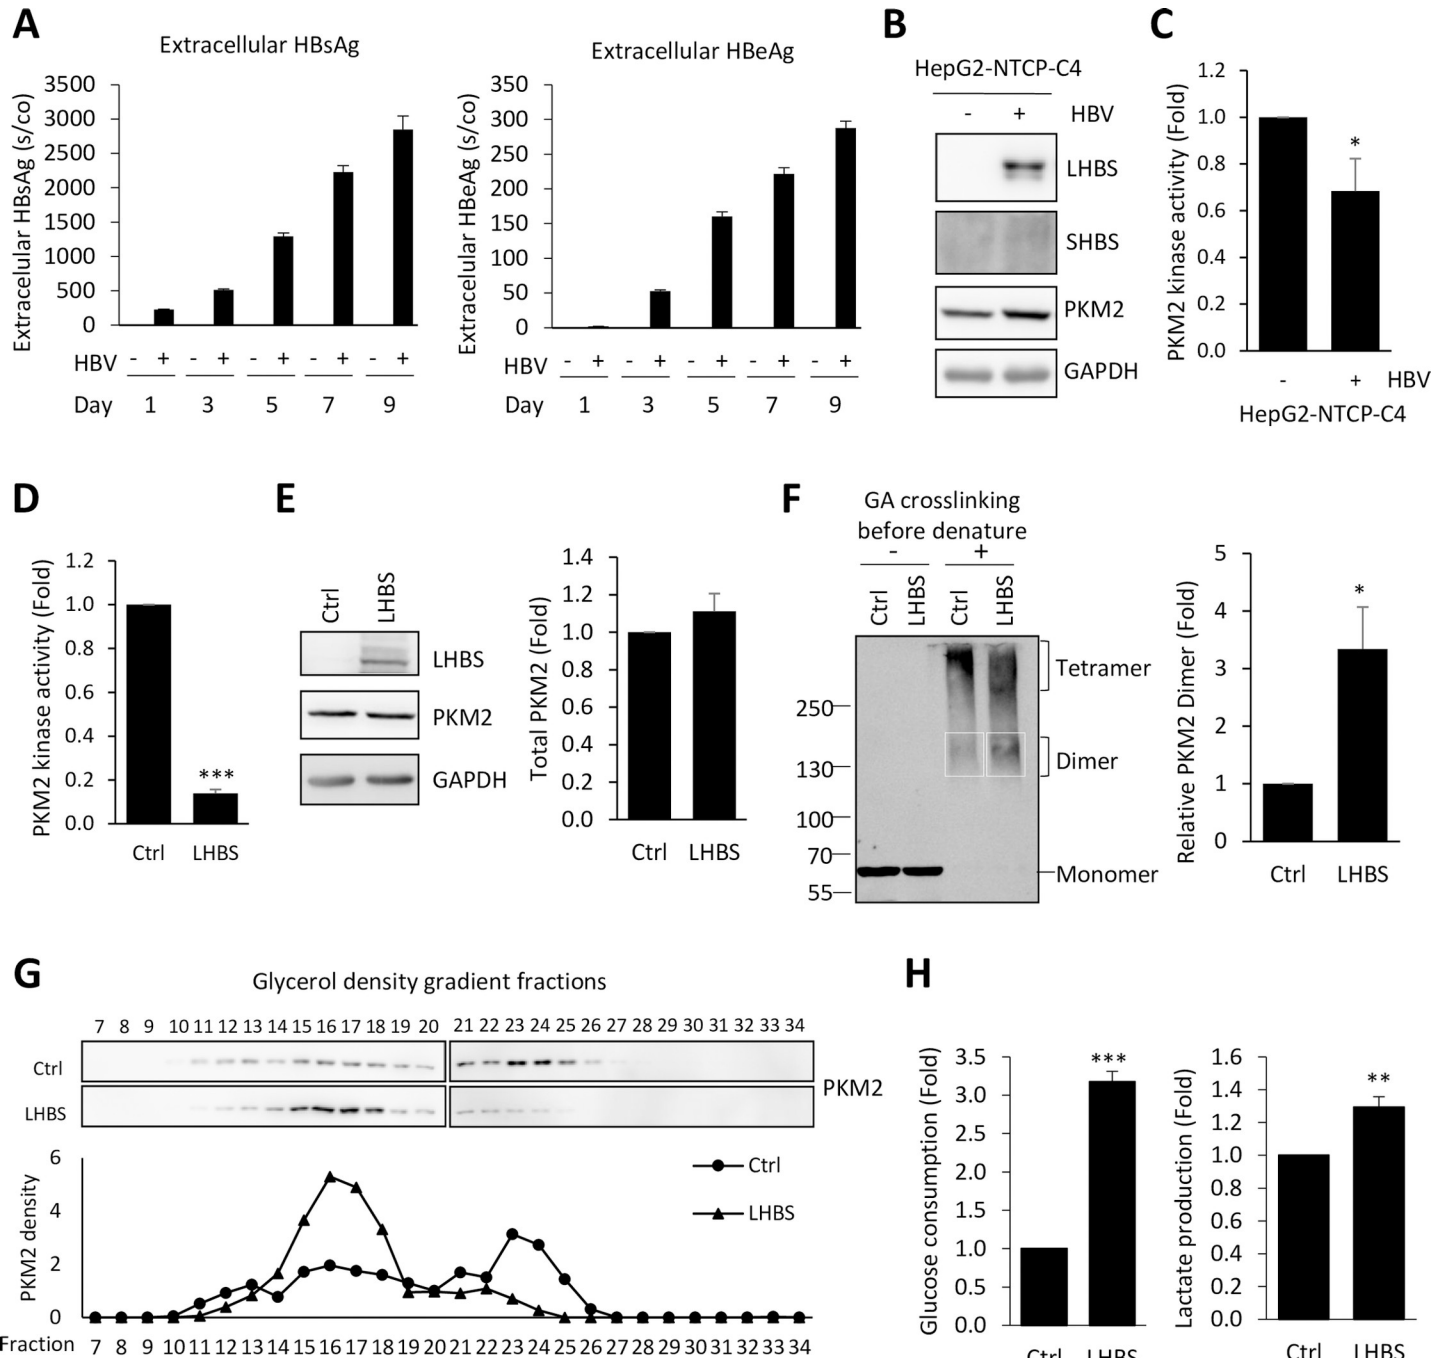 A
Extracellular HBsAg
Extracelular HBsAg (s/co)
3500
3000
2500
2000
1500
1000
500
0
HBV - + - + - + - + - +
Day 1 3 5 7 9
Extracellular HBeAg
Extracelular HBeAg (s/co)
350
300
250
200
150
100
50
0
HBV - + - + - + - + - +
Day 1 3 5 7 9
B
HepG2-NTCP-C4
- + HBV
LHBS
SHBS
PKM2
GAPDH
C
PKM2 kinase activity (Fold)
1.2
1.0
0.8
0.6
0.4
0.2
0.0
*
- + HBV
HepG2-NTCP-C4
D
PKM2 kinase activity (Fold)
1.2
1.0
0.8
0.6
0.4
0.2
0.0
***
Ctrl LHBS
E
Ctrl LHBS
LHBS
PKM2
GAPDH
Total PKM2 (Fold)
1.4
1.2
1.0
0.8
0.6
0.4
0.2
0.0
Ctrl LHBS
F
GA crosslinking
before denature
- +
Ctrl LHBS Ctrl LHBS
250
130
100
70
55
Tetramer
Dimer
Monomer
Relative PKM2 Dimer (Fold)
5
4
3
2
1
0
*
Ctrl LHBS
G
Glycerol density gradient fractions
7 8 9 10 11 12 13 14 15 16 17 18 19 20 21 22 23 24 25 26 27 28 29 30 31 32 33 34
Ctrl
LHBS
PKM2
PKM2 density
6
4
2
0
Ctrl
LHBS
Fraction 7 8 9 10 11 12 13 14 15 16 17 18 19 20 21 22 23 24 25 26 27 28 29 30 31 32 33 34
H
Glucose consumption (Fold)
3.5
3.0
2.5
2.0
1.5
1.0
0.5
0.0
***
Ctrl LHBS
Lactate production (Fold)
1.6
1.4
1.2
1.0
0.8
0.6
0.4
0.2
0.0
**
Ctrl LHBS